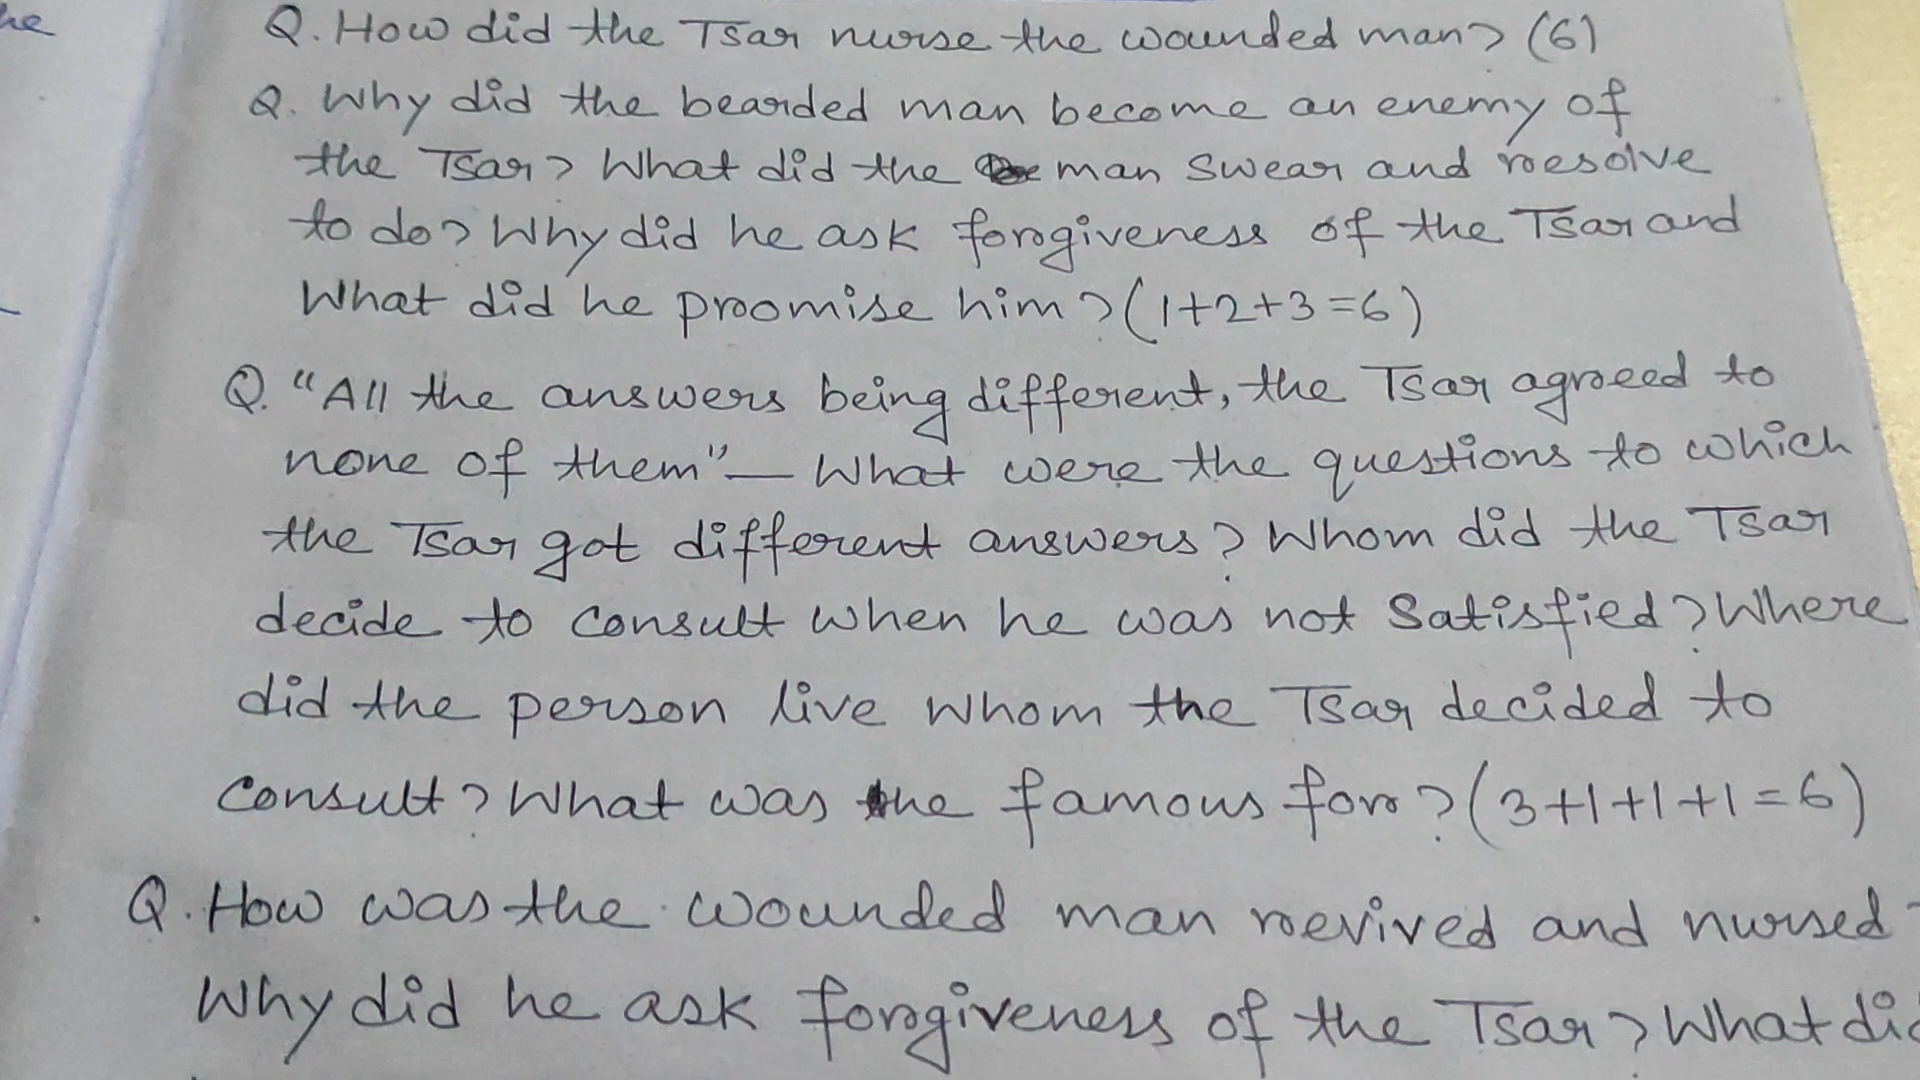 he
Q. How did the Tsar nurse the wounded man? (6)
Q. Why did the bearded man become an enemy of
the Tsar? What did the man swear and resolve
to do? Why did he ask forgiveness of the Tsar and
What did he promise him? (1+2+3=6)
Q. "All the answers being different, the Tsar agreed to
none of them" — What were the questions to which
the Tsar got different answers? Whom did the Tsar
decide to consult when he was not satisfied? Where
did the person live whom the Tsar decided to
consult? What was the famous for? (3+1+1+1=6)
Q. How was the wounded man revived and nursed?
Why did he ask forgiveness of the Tsar? What di